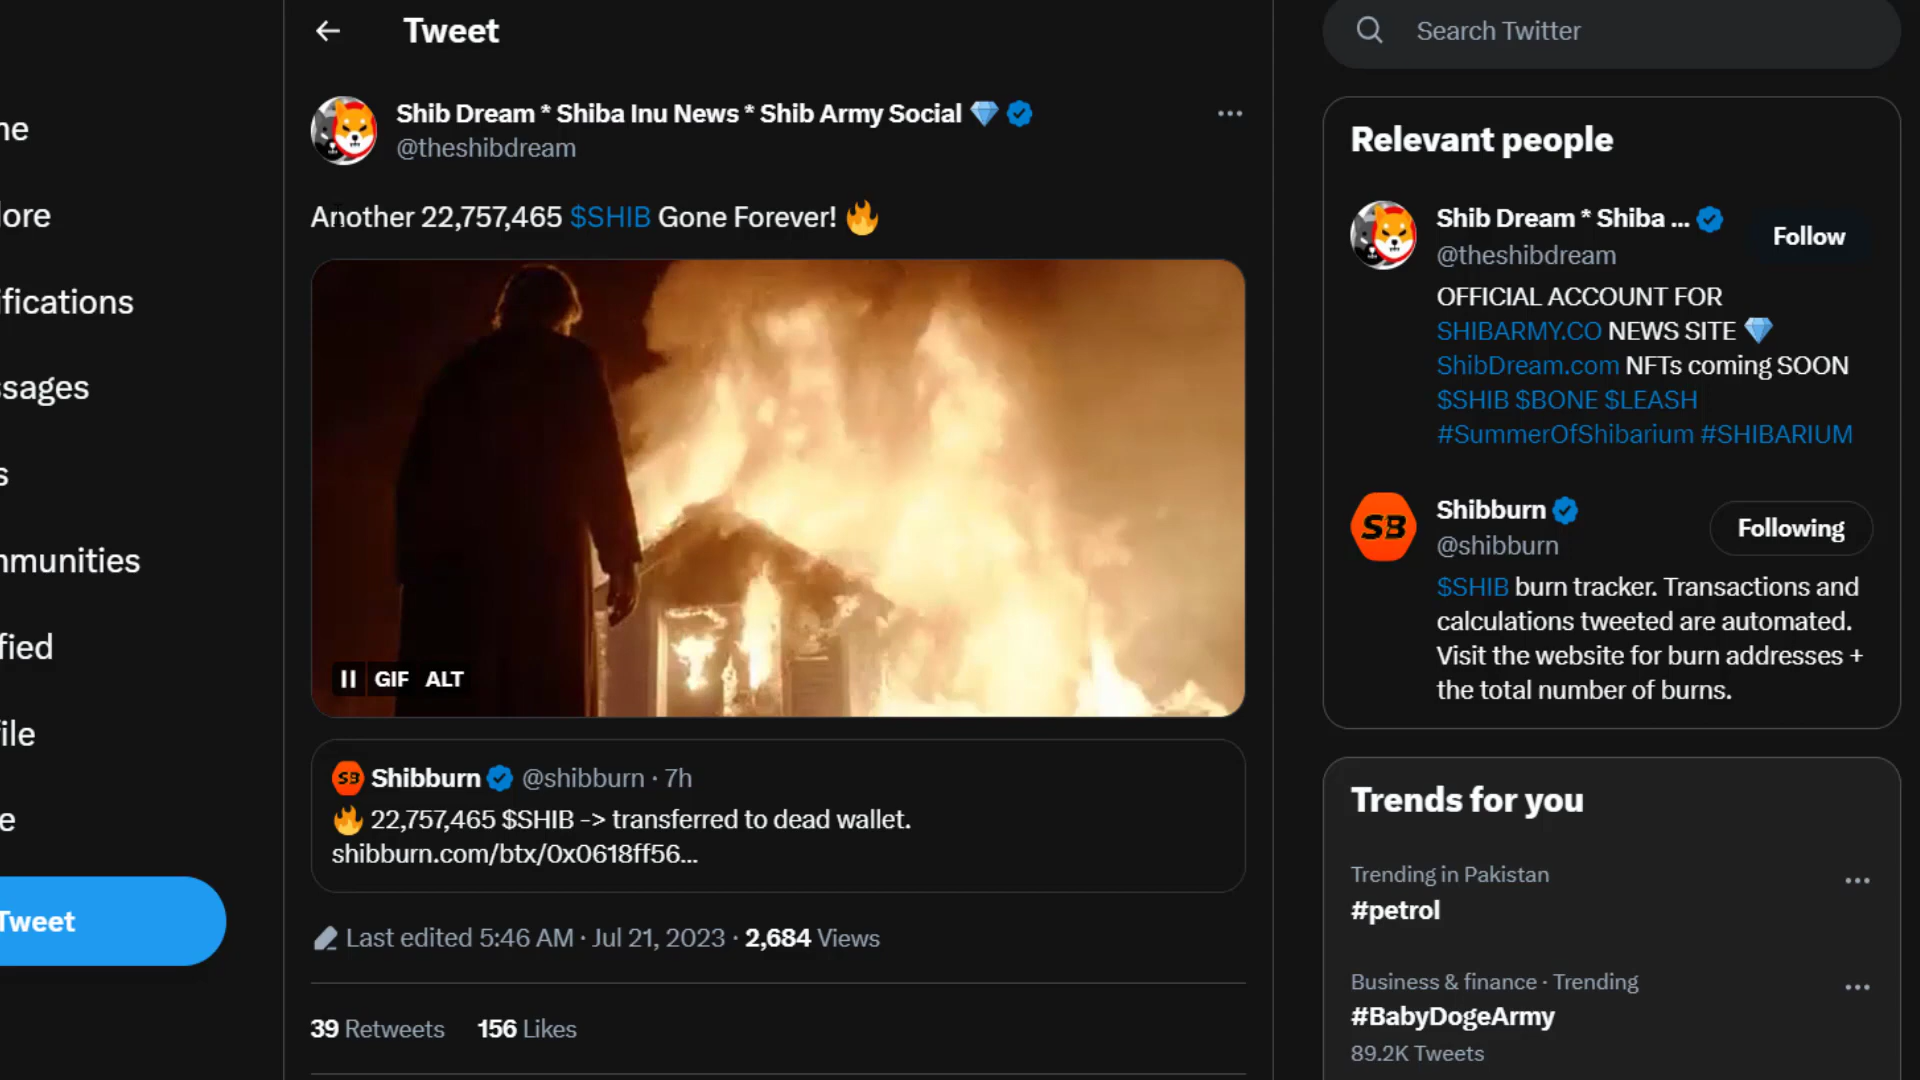 Tweet
Search Twitter
ne
lore
ifications
ssages
s
mmunities
fied
file
e
Tweet
Shib Dream * Shiba Inu News * Shib Army Social 💎
@theshibdream
Another 22,757,465 $SHIB Gone Forever! 🔥
GIF ALT
SB Shibburn @shibburn · 7h
🔥 22,757,465 $SHIB -> transferred to dead wallet.
shibburn.com/btx/0x0618ff56...
Last edited 5:46 AM · Jul 21, 2023 · 2,684 Views
39 Retweets 156 Likes
Relevant people
Shib Dream * Shiba ...
@theshibdream
Follow
OFFICIAL ACCOUNT FOR
SHIBARMY.CO NEWS SITE 💎
ShibDream.com NFTs coming SOON
$SHIB $BONE $LEASH
#SummerOfShibarium #SHIBARIUM
SB
Shibburn
@shibburn
Following
$SHIB burn tracker. Transactions and
calculations tweeted are automated.
Visit the website for burn addresses +
the total number of burns.
Trends for you
Trending in Pakistan
#petrol
Business & finance · Trending
#BabyDogeArmy
89.2K Tweets